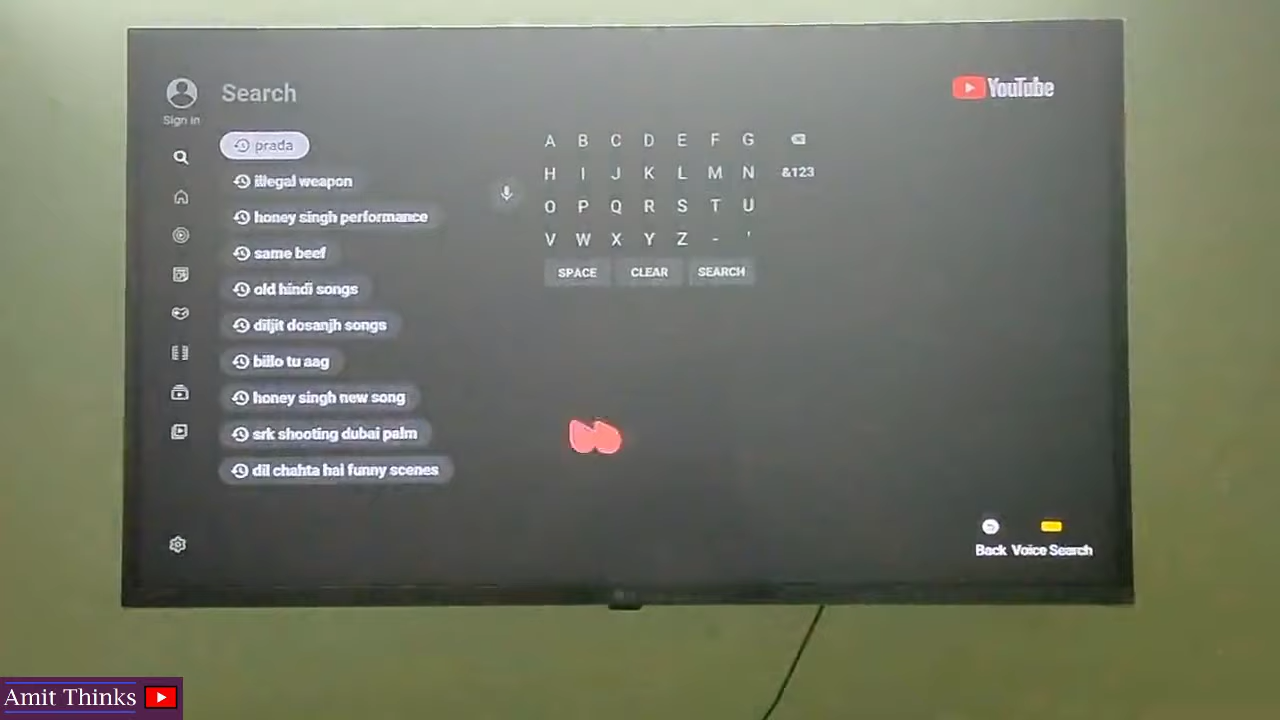 Search
YouTube
Sign in
prada
illegal weapon
honey singh performance
same beef
old hindi songs
diljit dosanjh songs
billo tu aag
honey singh new song
srk shooting dubai palm
dil chahta hai funny scenes
A B C D E F G
H I J K L M N &123
O P Q R S T U
V W X Y Z - '
SPACE CLEAR SEARCH
Back Voice Search
Amit Thinks